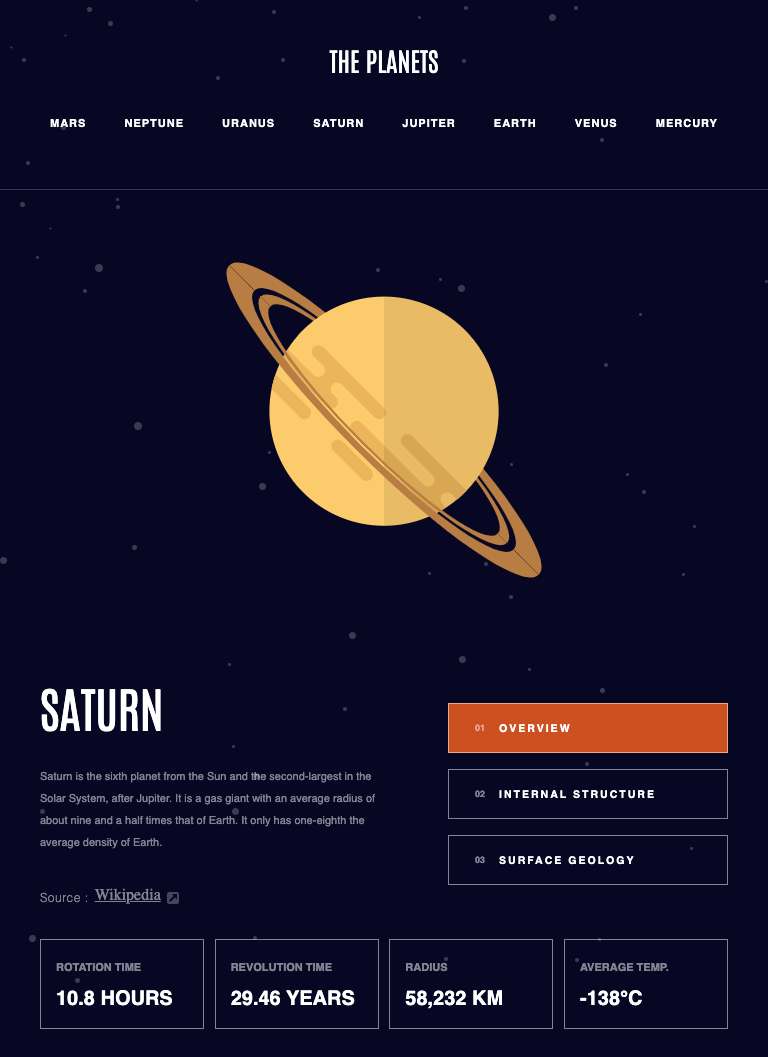 THE PLANETS
MARS NEPTUNE URANUS SATURN JUPITER EARTH VENUS MERCURY
SATURN
Saturn is the sixth planet from the Sun and the second-largest in the
Solar System, after Jupiter. It is a gas giant with an average radius of
about nine and a half times that of Earth. It only has one-eighth the
average density of Earth.
Source : Wikipedia
01 OVERVIEW
02 INTERNAL STRUCTURE
03 SURFACE GEOLOGY
ROTATION TIME
10.8 HOURS
REVOLUTION TIME
29.46 YEARS
RADIUS
58,232 KM
AVERAGE TEMP.
-138°C